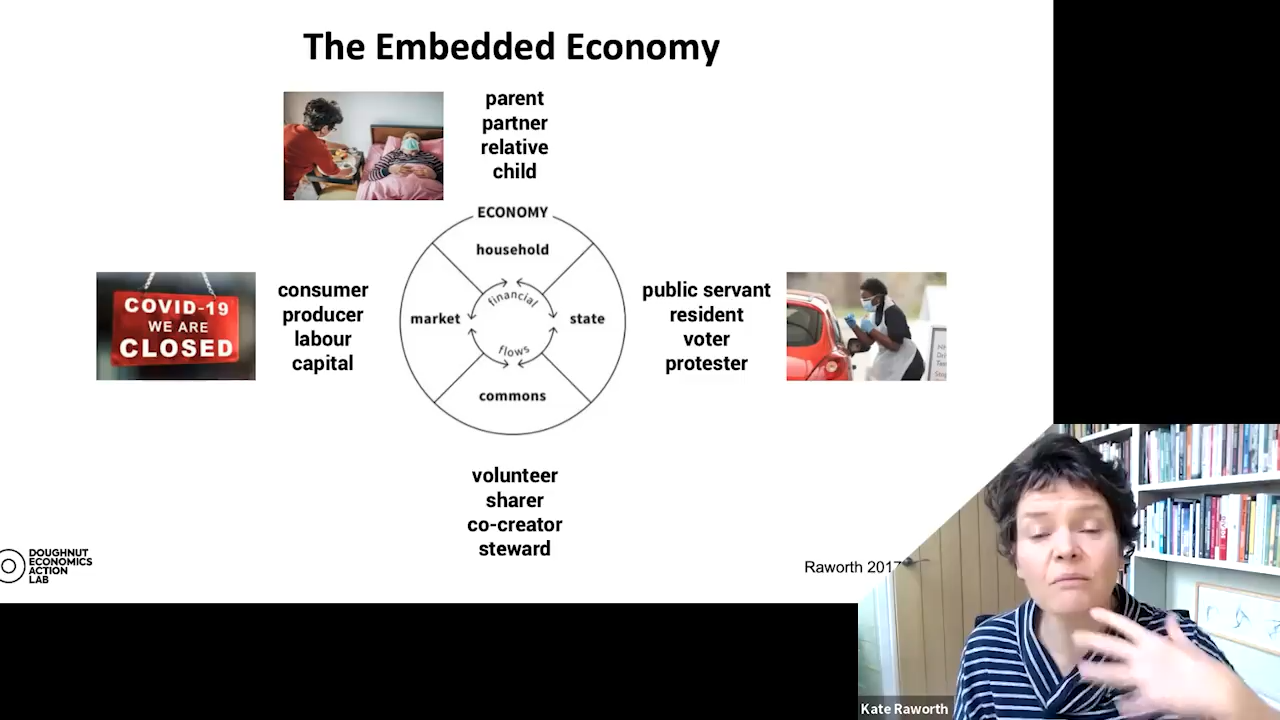 The Embedded Economy
parent
partner
relative
child
ECONOMY
household
COVID-19
WE ARE
CLOSED
consumer
producer
labour
capital
market
financial
flows
state
public servant
resident
voter
protester
commons
volunteer
sharer
co-creator
steward
DOUGHNUT
ECONOMICS
ACTION
LAB
Raworth 2017
Kate Raworth